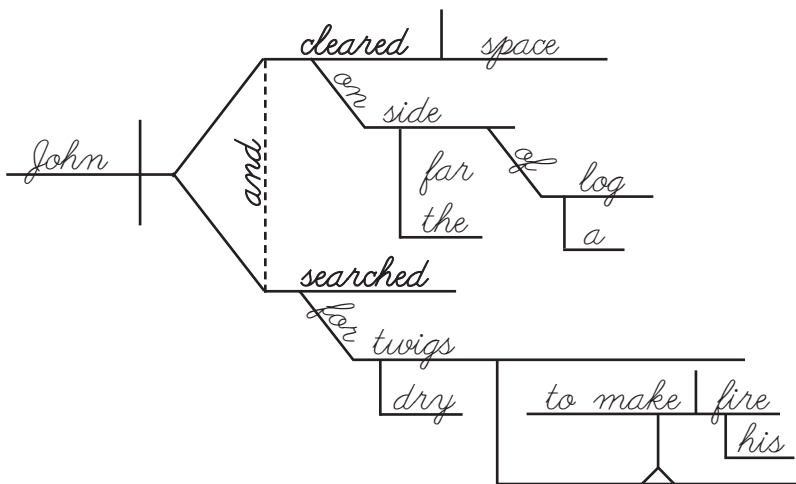 cleared space
on
side
John
and
far
of
log
the
a
searched
for
twigs
dry
to make fire
his